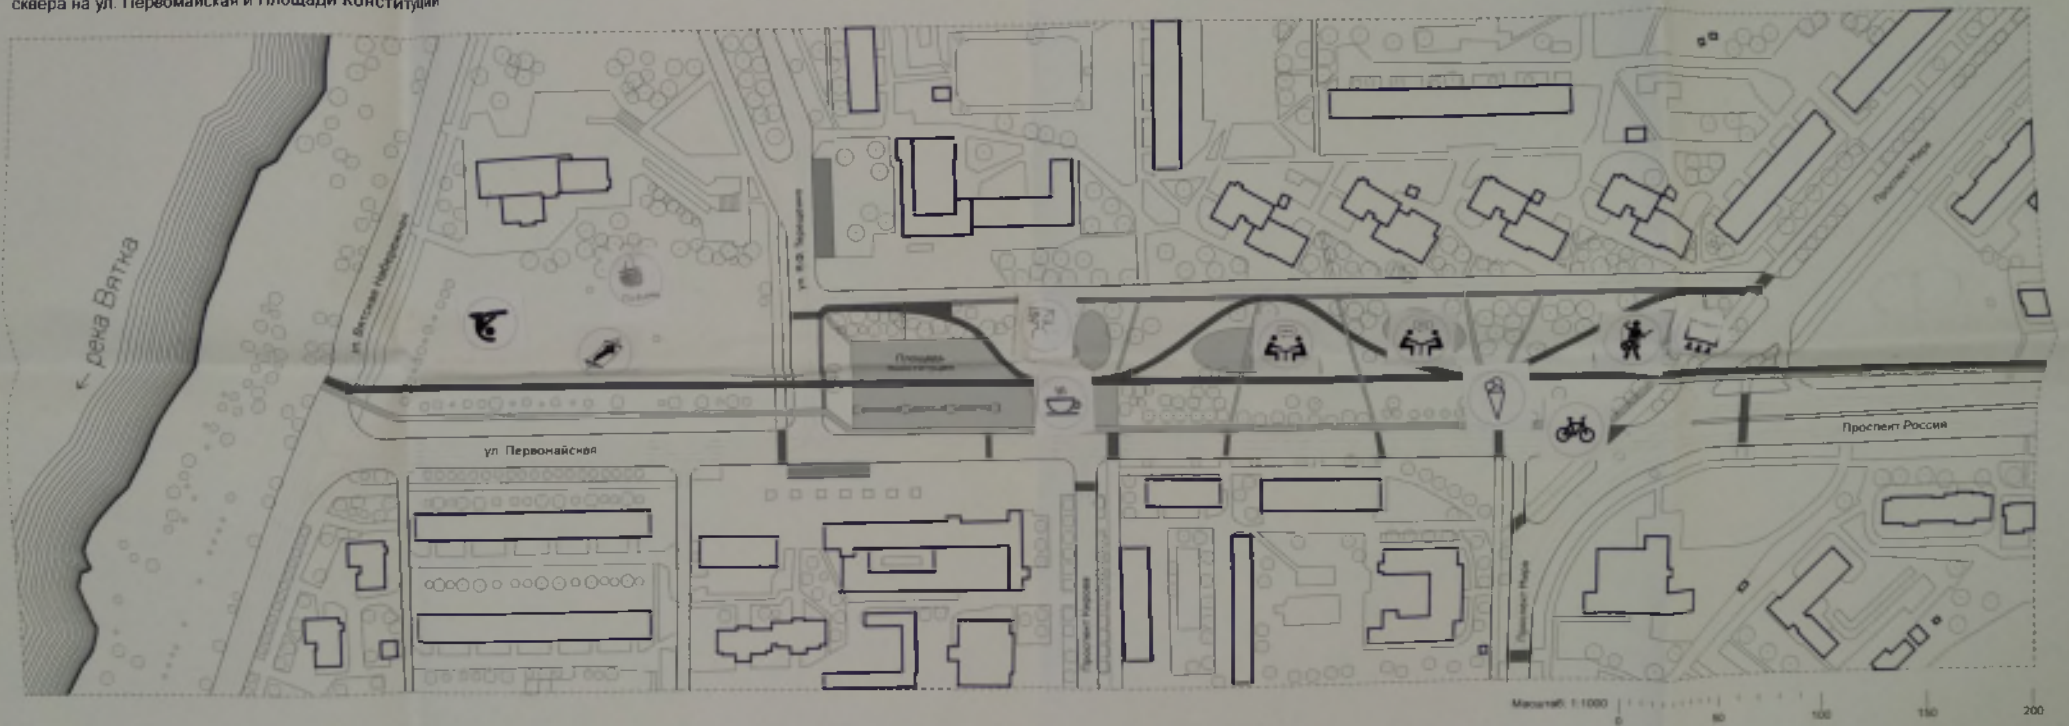 сквера на ул. Первомайская и Площади Конституции
← река Вятка
ул. Вятская Набережная
Площадь
Конституции
ул. Первомайская
Проспект Мира
Проспект Россия
Проспект Кирова
Проспект Мира
Масштаб: 1:1000
0
50
100
150
200